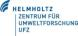 HELMHOLTZ
ZENTRUM FÜR
UMWELTFORSCHUNG
UFZ